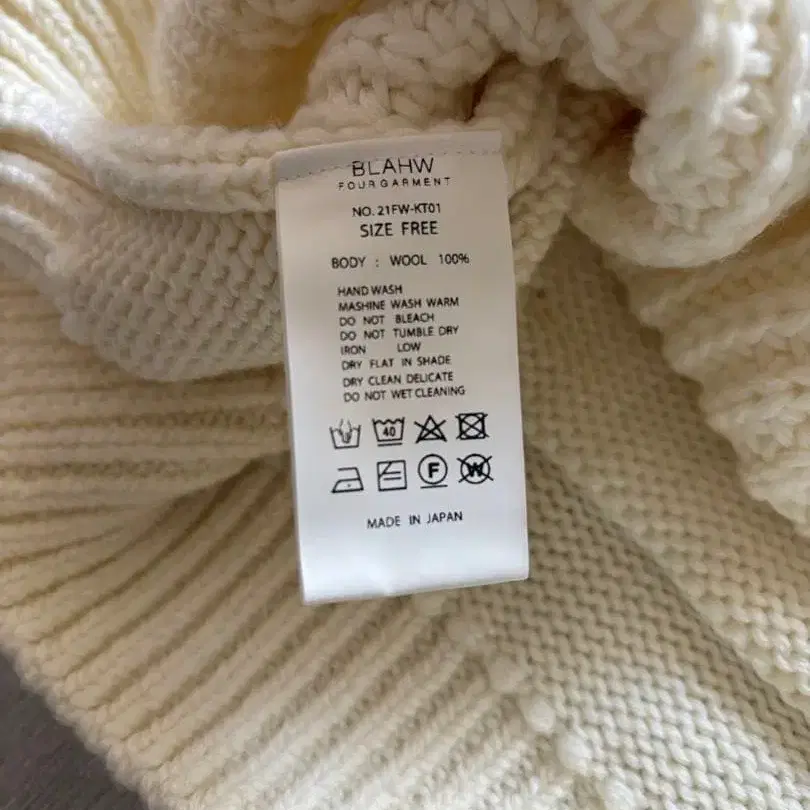 BLAHW
FOUR GARMENT
NO. 21FW-KT01
SIZE FREE
BODY : WOOL 100%
HAND WASH
MASHINE WASH WARM
DO NOT BLEACH
DO NOT TUMBLE DRY
IRON LOW
DRY FLAT IN SHADE
DRY CLEAN DELICATE
DO NOT WET CLEANING
40
F W
MADE IN JAPAN